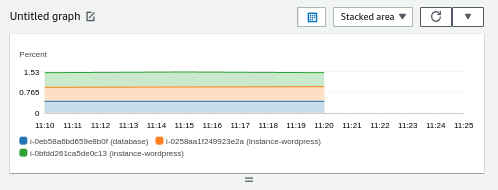 Untitled graph
Stacked area
Percent
1.53
0.765
0
11:10 11:11 11:12 11:13 11:14 11:15 11:16 11:17 11:18 11:19 11:20 11:21 11:22 11:23 11:24 11:25
i-0eb58a6bd659e8b0f (database) i-0258aa1f249923e2a (instance-wordpress)
i-0bfdd261ca5de0c13 (instance-wordpress)